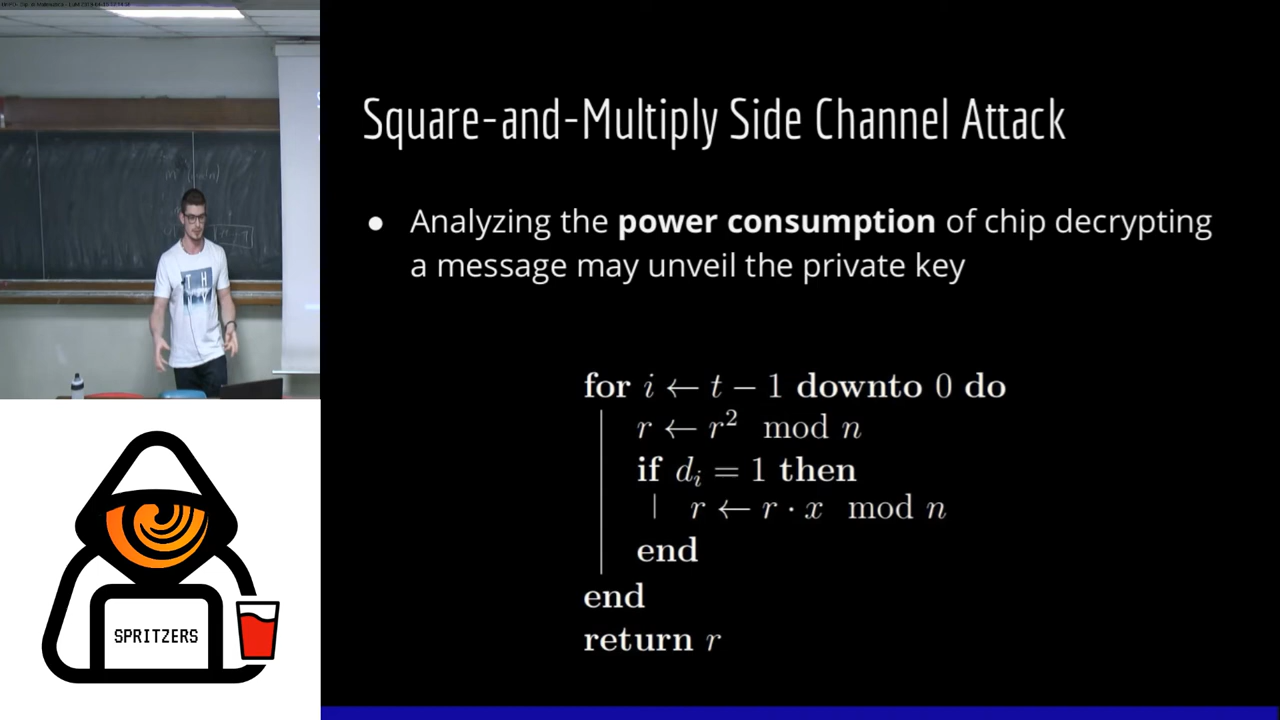 Square-and-Multiply Side Channel Attack
● Analyzing the power consumption of chip decrypting
a message may unveil the private key
for i ← t − 1 downto 0 do
r ← r² mod n
if dᵢ = 1 then
r ← r · x mod n
end
end
return r
T H
SPRITZERS